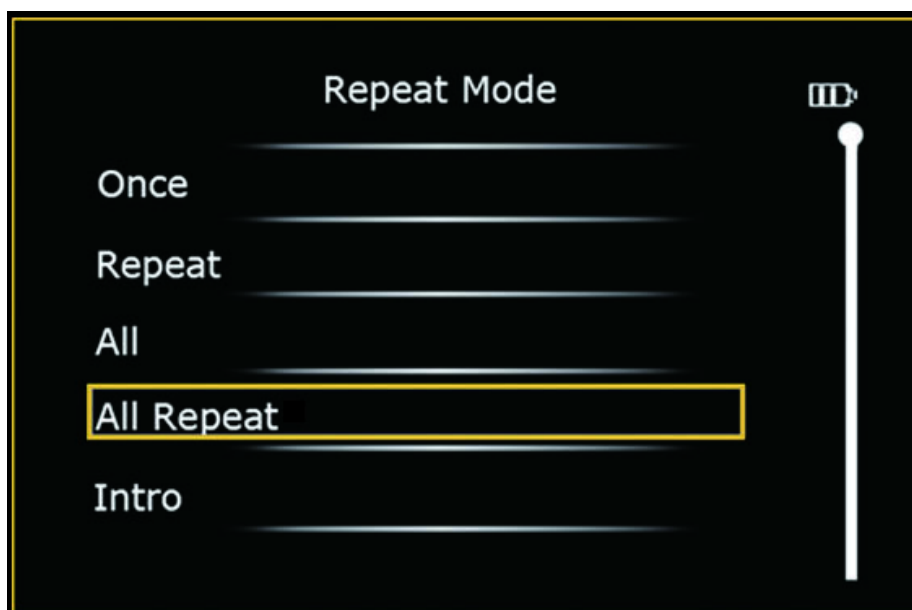 Repeat Mode
Once
Repeat
All
All Repeat
Intro